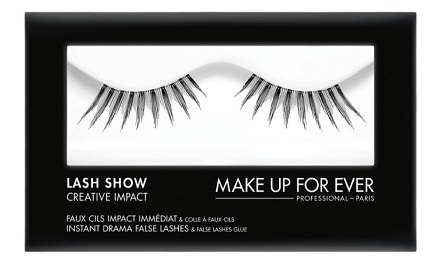 LASH SHOW
CREATIVE IMPACT
MAKE UP FOR EVER
PROFESSIONAL – PARIS
FAUX CILS IMPACT IMMÉDIAT & COLLE À FAUX-CILS
INSTANT DRAMA FALSE LASHES & FALSE LASHES GLUE